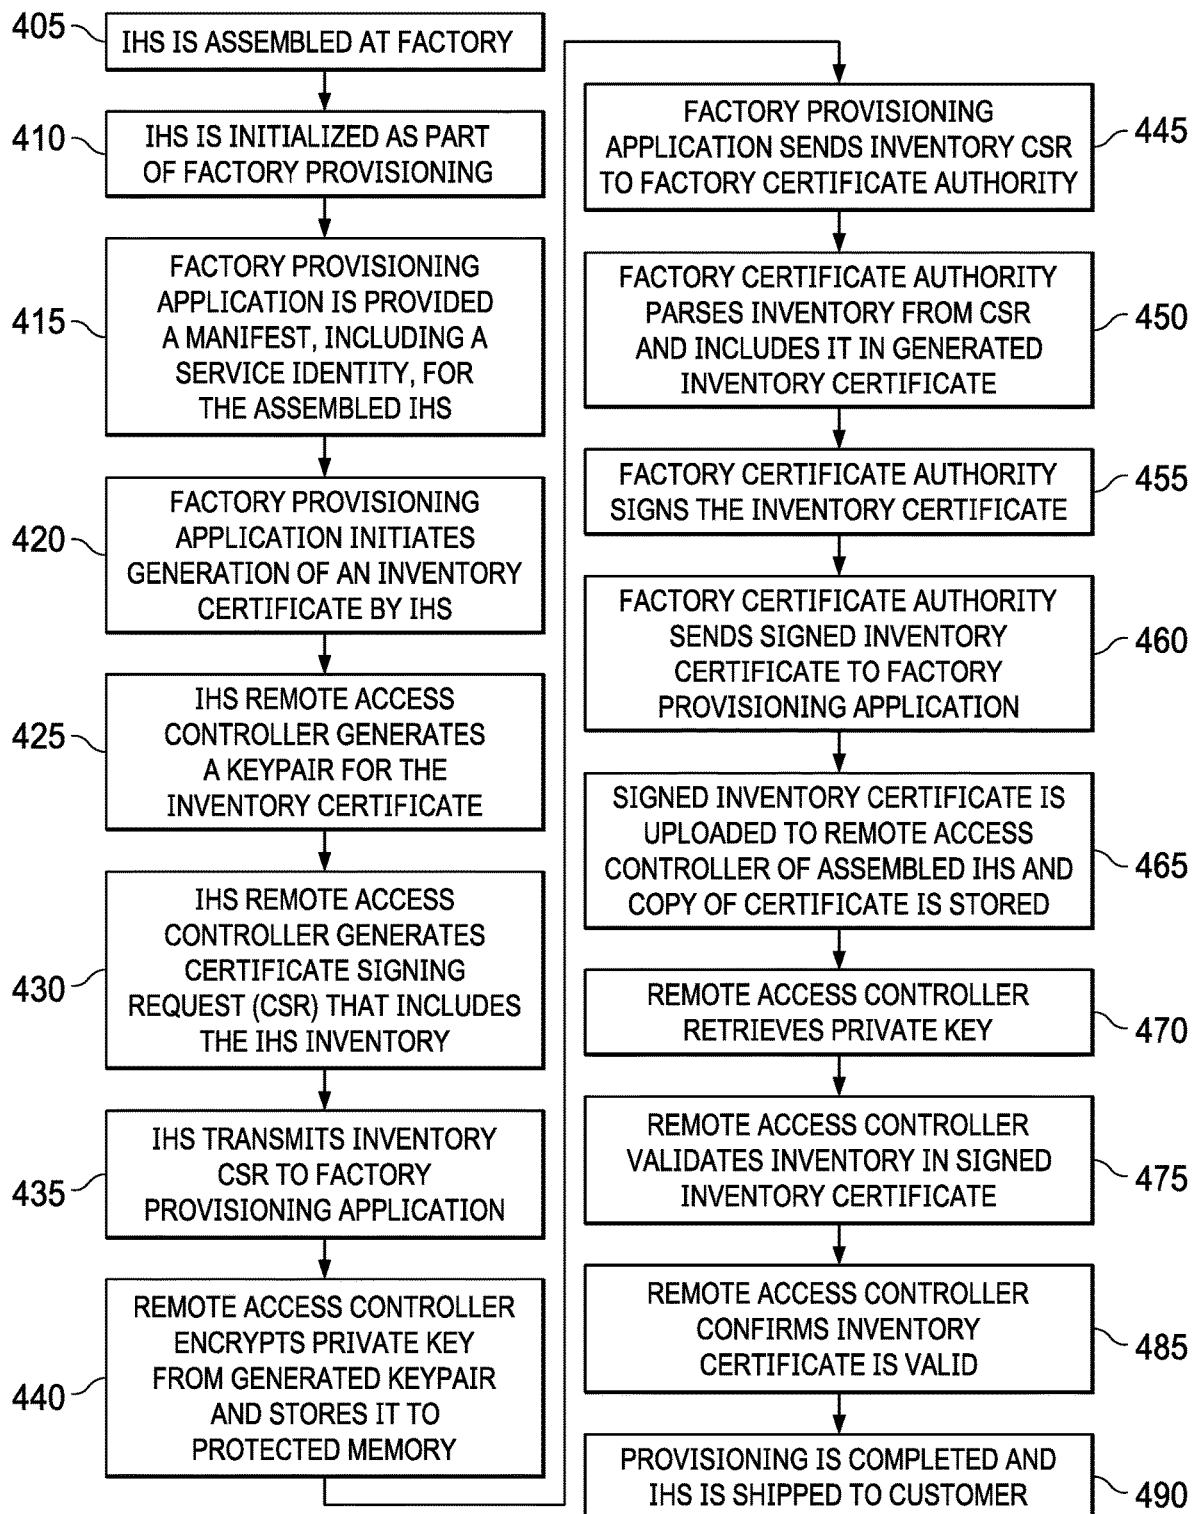 405
IHS IS ASSEMBLED AT FACTORY
410
IHS IS INITIALIZED AS PART
OF FACTORY PROVISIONING
415
FACTORY PROVISIONING
APPLICATION IS PROVIDED
A MANIFEST, INCLUDING A
SERVICE IDENTITY, FOR
THE ASSEMBLED IHS
420
FACTORY PROVISIONING
APPLICATION INITIATES
GENERATION OF AN INVENTORY
CERTIFICATE BY IHS
425
IHS REMOTE ACCESS
CONTROLLER GENERATES
A KEYPAIR FOR THE
INVENTORY CERTIFICATE
430
IHS REMOTE ACCESS
CONTROLLER GENERATES
CERTIFICATE SIGNING
REQUEST (CSR) THAT INCLUDES
THE IHS INVENTORY
435
IHS TRANSMITS INVENTORY
CSR TO FACTORY
PROVISIONING APPLICATION
440
REMOTE ACCESS CONTROLLER
ENCRYPTS PRIVATE KEY
FROM GENERATED KEYPAIR
AND STORES IT TO
PROTECTED MEMORY
FACTORY PROVISIONING
APPLICATION SENDS INVENTORY CSR
TO FACTORY CERTIFICATE AUTHORITY
445
FACTORY CERTIFICATE AUTHORITY
PARSES INVENTORY FROM CSR
AND INCLUDES IT IN GENERATED
INVENTORY CERTIFICATE
450
FACTORY CERTIFICATE AUTHORITY
SIGNS THE INVENTORY CERTIFICATE
455
FACTORY CERTIFICATE AUTHORITY
SENDS SIGNED INVENTORY
CERTIFICATE TO FACTORY
PROVISIONING APPLICATION
460
SIGNED INVENTORY CERTIFICATE IS
UPLOADED TO REMOTE ACCESS
CONTROLLER OF ASSEMBLED IHS AND
COPY OF CERTIFICATE IS STORED
465
REMOTE ACCESS CONTROLLER
RETRIEVES PRIVATE KEY
470
REMOTE ACCESS CONTROLLER
VALIDATES INVENTORY IN SIGNED
INVENTORY CERTIFICATE
475
REMOTE ACCESS CONTROLLER
CONFIRMS INVENTORY
CERTIFICATE IS VALID
485
PROVISIONING IS COMPLETED AND
IHS IS SHIPPED TO CUSTOMER
490